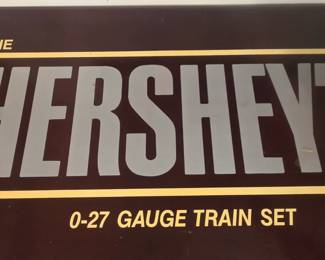 HE
HERSHEY'
0-27 GAUGE TRAIN SET